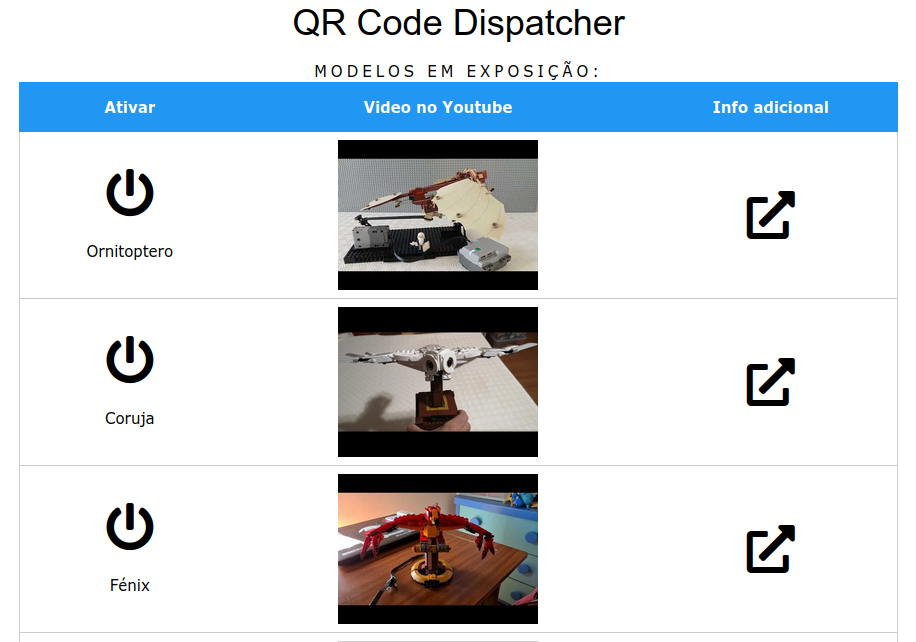 QR Code Dispatcher
MODELOS EM EXPOSIÇÃO:
Ativar Video no Youtube Info adicional
Ornitoptero
Coruja
Fénix